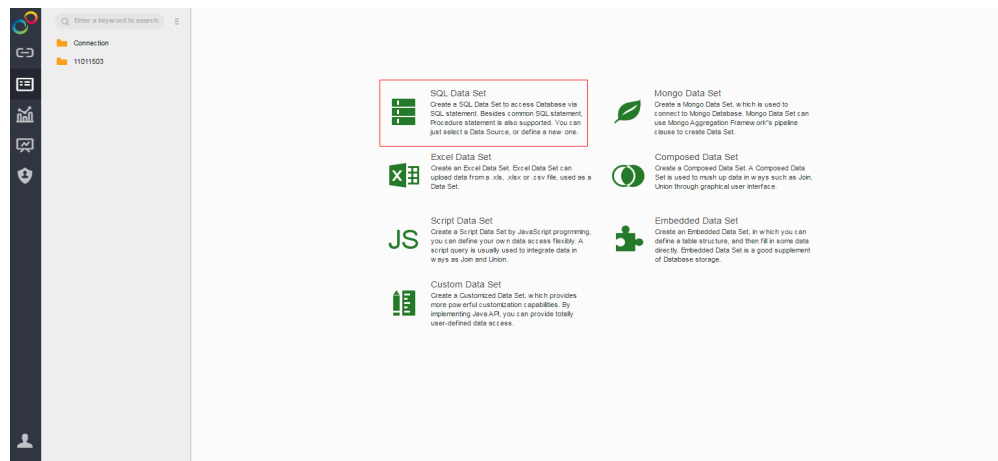 Enter a keyword to search.
Connection
11011503
SQL Data Set
Create a SQL Data Set to access Database via
SQL statement. Besides common SQL statement,
Procedure statement is also supported. You can
just select a Data Source, or define a new one.
Mongo Data Set
Create a Mongo Data Set, which is used to
connect to Mongo Database. Mongo Data Set can
use Mongo Aggregation Framework"s pipeline
clause to create Data Set.
Excel Data Set
Create an Excel Data Set. Excel Data Set can
upload data from a .xls, .xlsx or .csv file, used as a
Data Set.
Composed Data Set
Create a Composed Data Set. A Composed Data
Set is used to mush up data in ways such as Join,
Union through graphical user interface.
JS
Script Data Set
Create a Script Data Set by JavaScript progrmming,
you can define your own data access flexibly. A
script query is usually used to integrate data in
ways as Join and Union.
Embedded Data Set
Create an Embedded Data Set, in which you can
define a table structure, and then fill in some data
directly. Embedded Data Set is a good supplement
of Database storage.
Custom Data Set
Create a Customized Data Set, which provides
more powerful customization capabilities. By
implementing Java API, you can provide totally
user-defined data access.